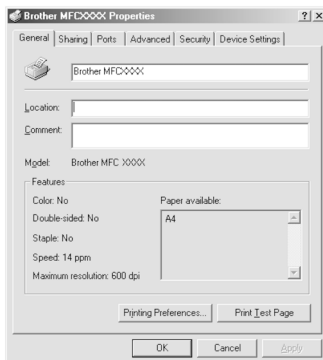 Brother MFCXXXX Properties
General Sharing Ports Advanced Security Device Settings
Brother MFCXXXX
Location:
Comment:
Model: Brother MFC XXXX
Features
Color: No
Paper available:
Double-sided: No
A4
Staple: No
Speed: 14 ppm
Maximum resolution: 600 dpi
Printing Preferences... Print Test Page
OK Cancel Apply